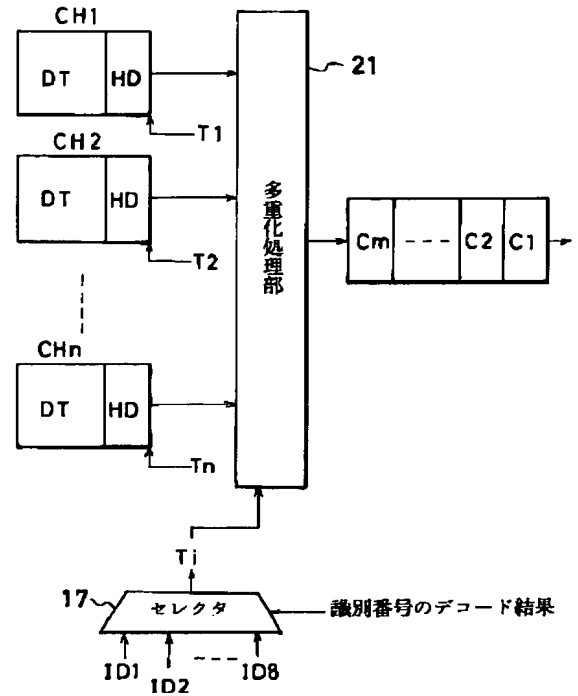 CH1
DT HD
T1
21
CH2
DT HD
T2
多重化処理部
Cm C2 C1
CHn
DT HD
Tn
Ti
17
セレクタ
識別番号のデコード結果
ID1 ID2 ID8